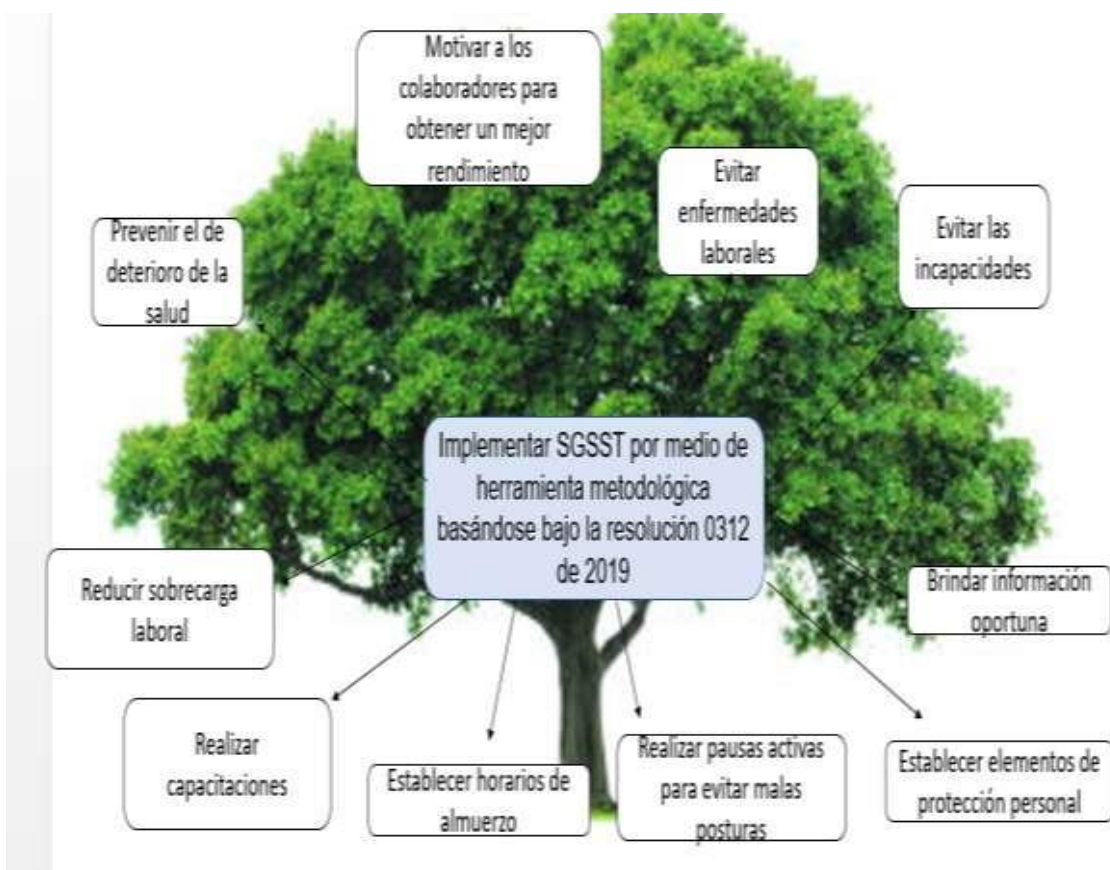 Motivar a los
colaboradores para
obtener un mejor
rendimiento
Evitar
enfermedades
laborales
Evitar las
incapacidades
Prevenir el de
deterioro de la
salud
Implementar SGSST por medio de
herramienta metodológica
basándose bajo la resolución 0312
de 2019
Reducir sobrecarga
laboral
Brindar información
oportuna
Realizar
capacitaciones
Establecer horarios de
almuerzo
Realizar pausas activas
para evitar malas
posturas
Establecer elementos de
protección personal